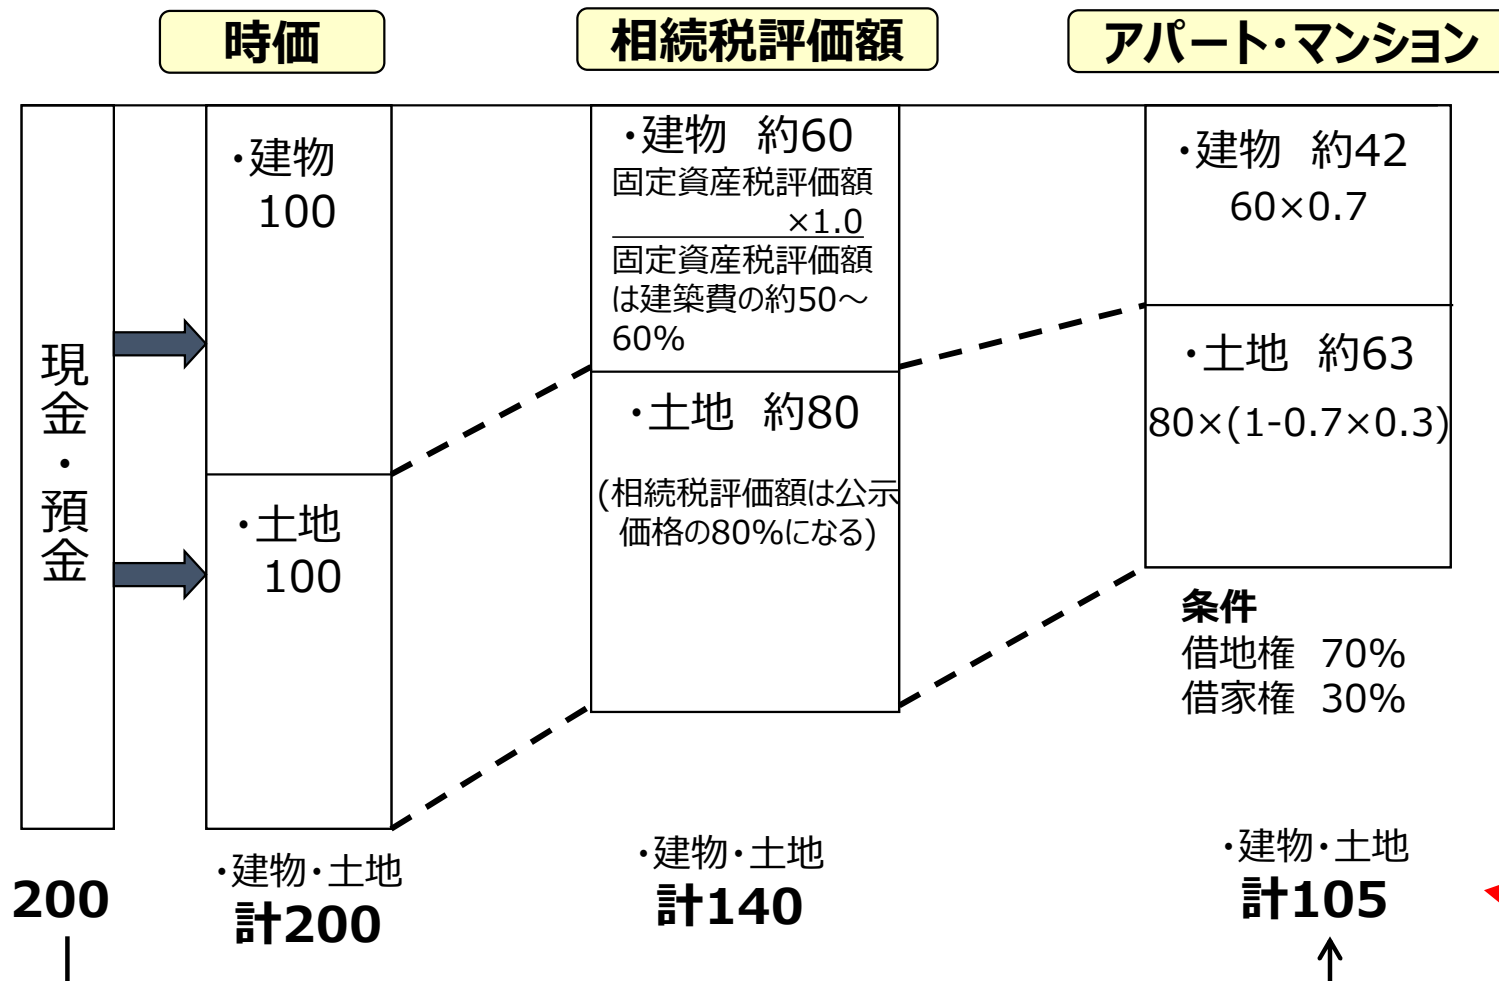 時価
相続税評価額
アパート・マンション
現金・預金
・建物
100
・土地
100
・建物 約60
固定資産税評価額
×1.0
固定資産税評価額
は建築費の約50～
60%
・土地 約80
(相続税評価額は公示
価格の80%になる)
・建物 約42
60×0.7
・土地 約63
80×(1-0.7×0.3)
条件
借地権 70%
借家権 30%
200
・建物・土地
計200
・建物・土地
計140
・建物・土地
計105